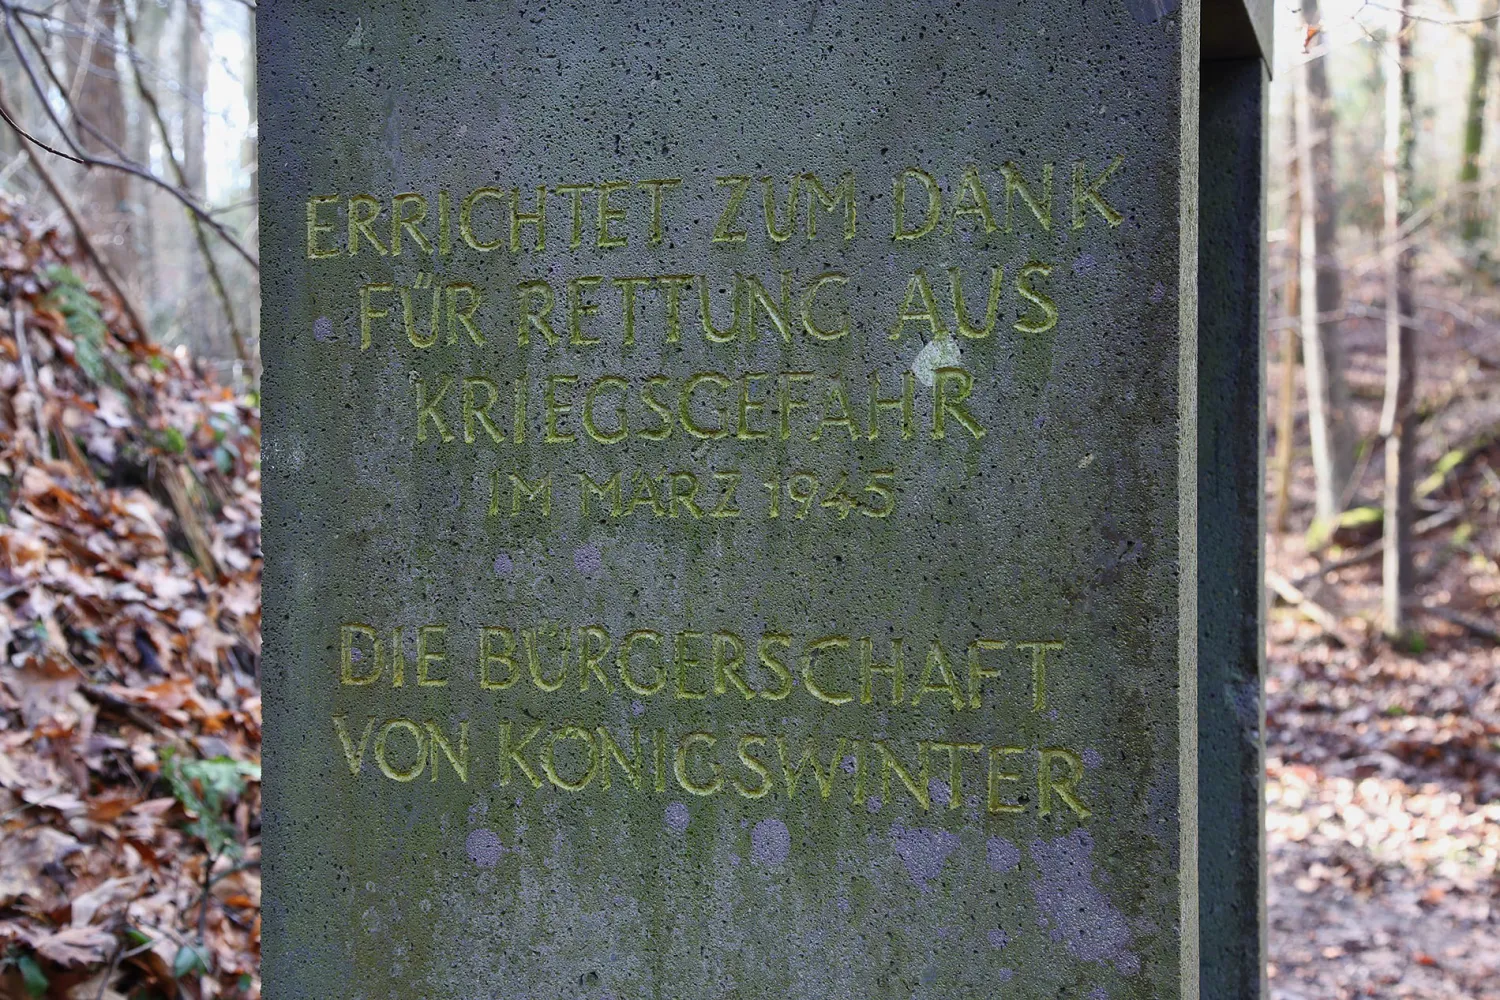 ERRICHTET ZUM DANK
FÜR RETTUNG AUS
KRIEGSGEFAHR
IM MÄRZ 1945
DIE BÜRGERSCHAFT
VON KÖNIGSWINTER